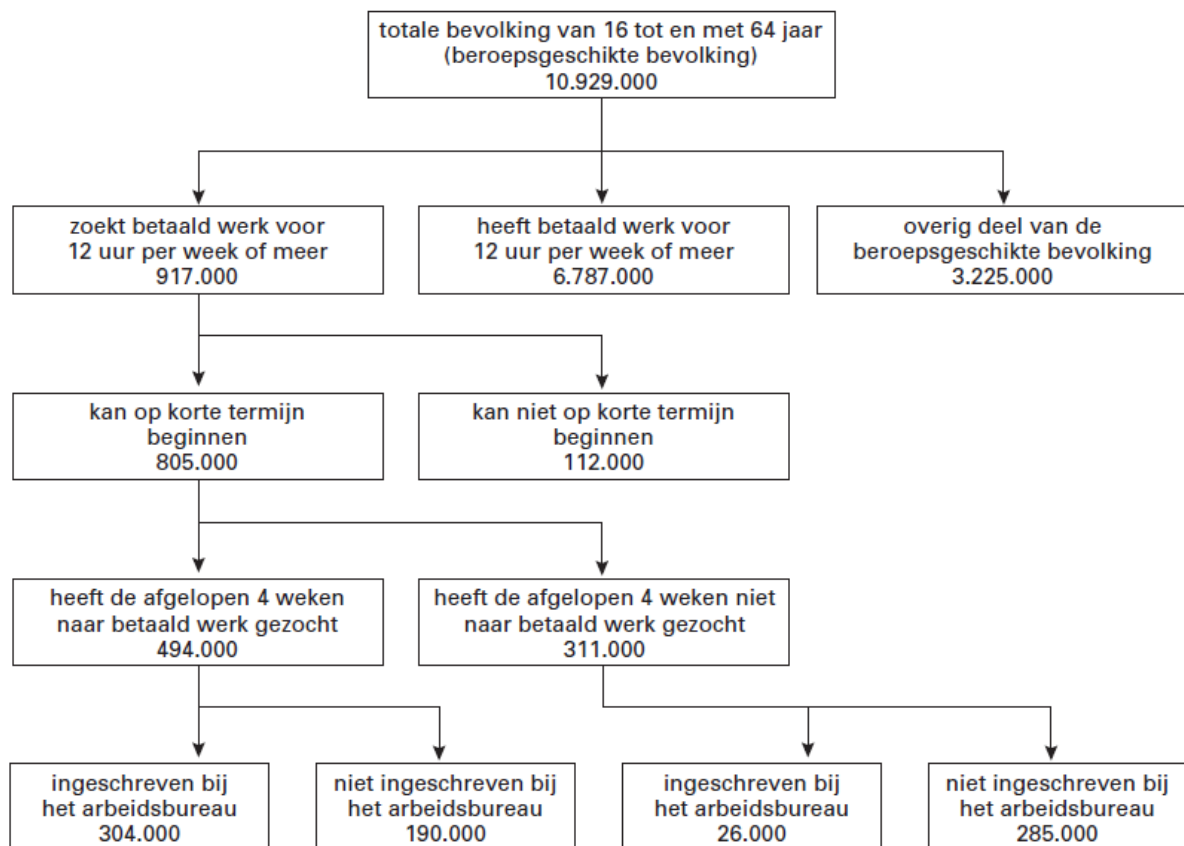 totale bevolking van 16 tot en met 64 jaar
(beroepsgeschikte bevolking)
10.929.000
zoekt betaald werk voor
12 uur per week of meer
917.000
heeft betaald werk voor
12 uur per week of meer
6.787.000
overig deel van de
beroepsgeschikte bevolking
3.225.000
kan op korte termijn
beginnen
805.000
kan niet op korte termijn
beginnen
112.000
heeft de afgelopen 4 weken
naar betaald werk gezocht
494.000
heeft de afgelopen 4 weken niet
naar betaald werk gezocht
311.000
ingeschreven bij
het arbeidsbureau
304.000
niet ingeschreven bij
het arbeidsbureau
190.000
ingeschreven bij
het arbeidsbureau
26.000
niet ingeschreven bij
het arbeidsbureau
285.000